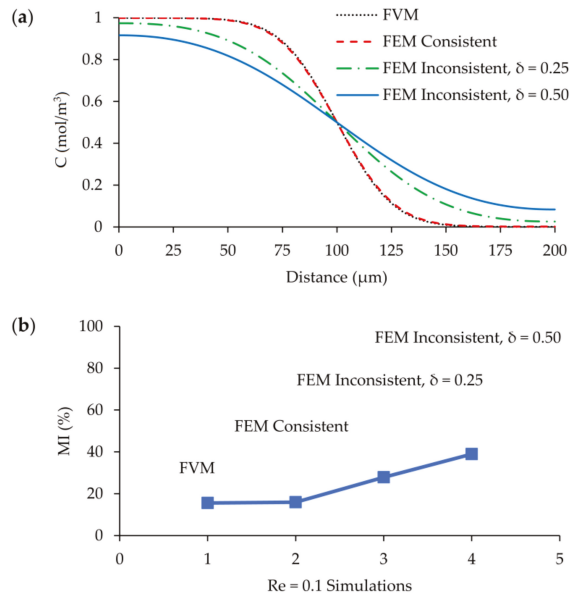 (a)
FVM
FEM Consistent
FEM Inconsistent, δ = 0.25
FEM Inconsistent, δ = 0.50
C (mol/m³)
1
0.8
0.6
0.4
0.2
0
0 25 50 75 100 125 150 175 200
Distance (µm)
(b)
FEM Inconsistent, δ = 0.50
FEM Inconsistent, δ = 0.25
FEM Consistent
FVM
MI (%)
100
80
60
40
20
0
0 1 2 3 4 5
Re = 0.1 Simulations